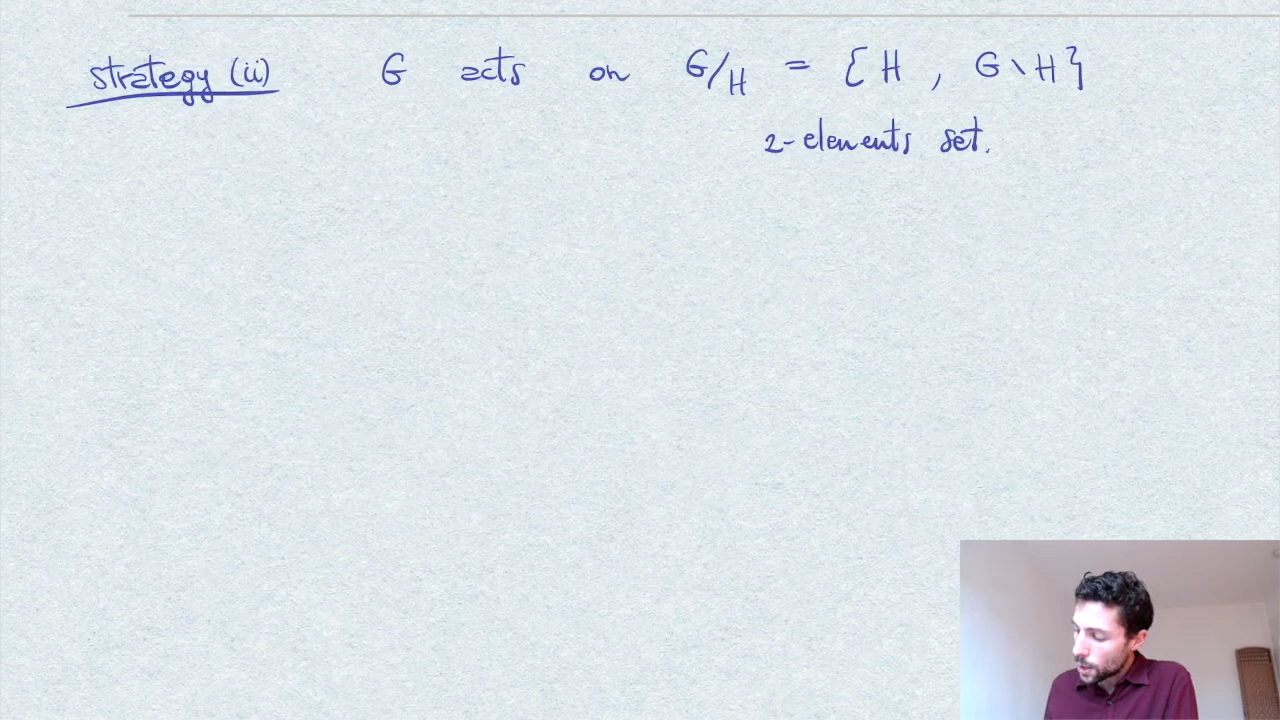 strategy (ii) G acts on G/H = { H , G \ H }
2-elements set.